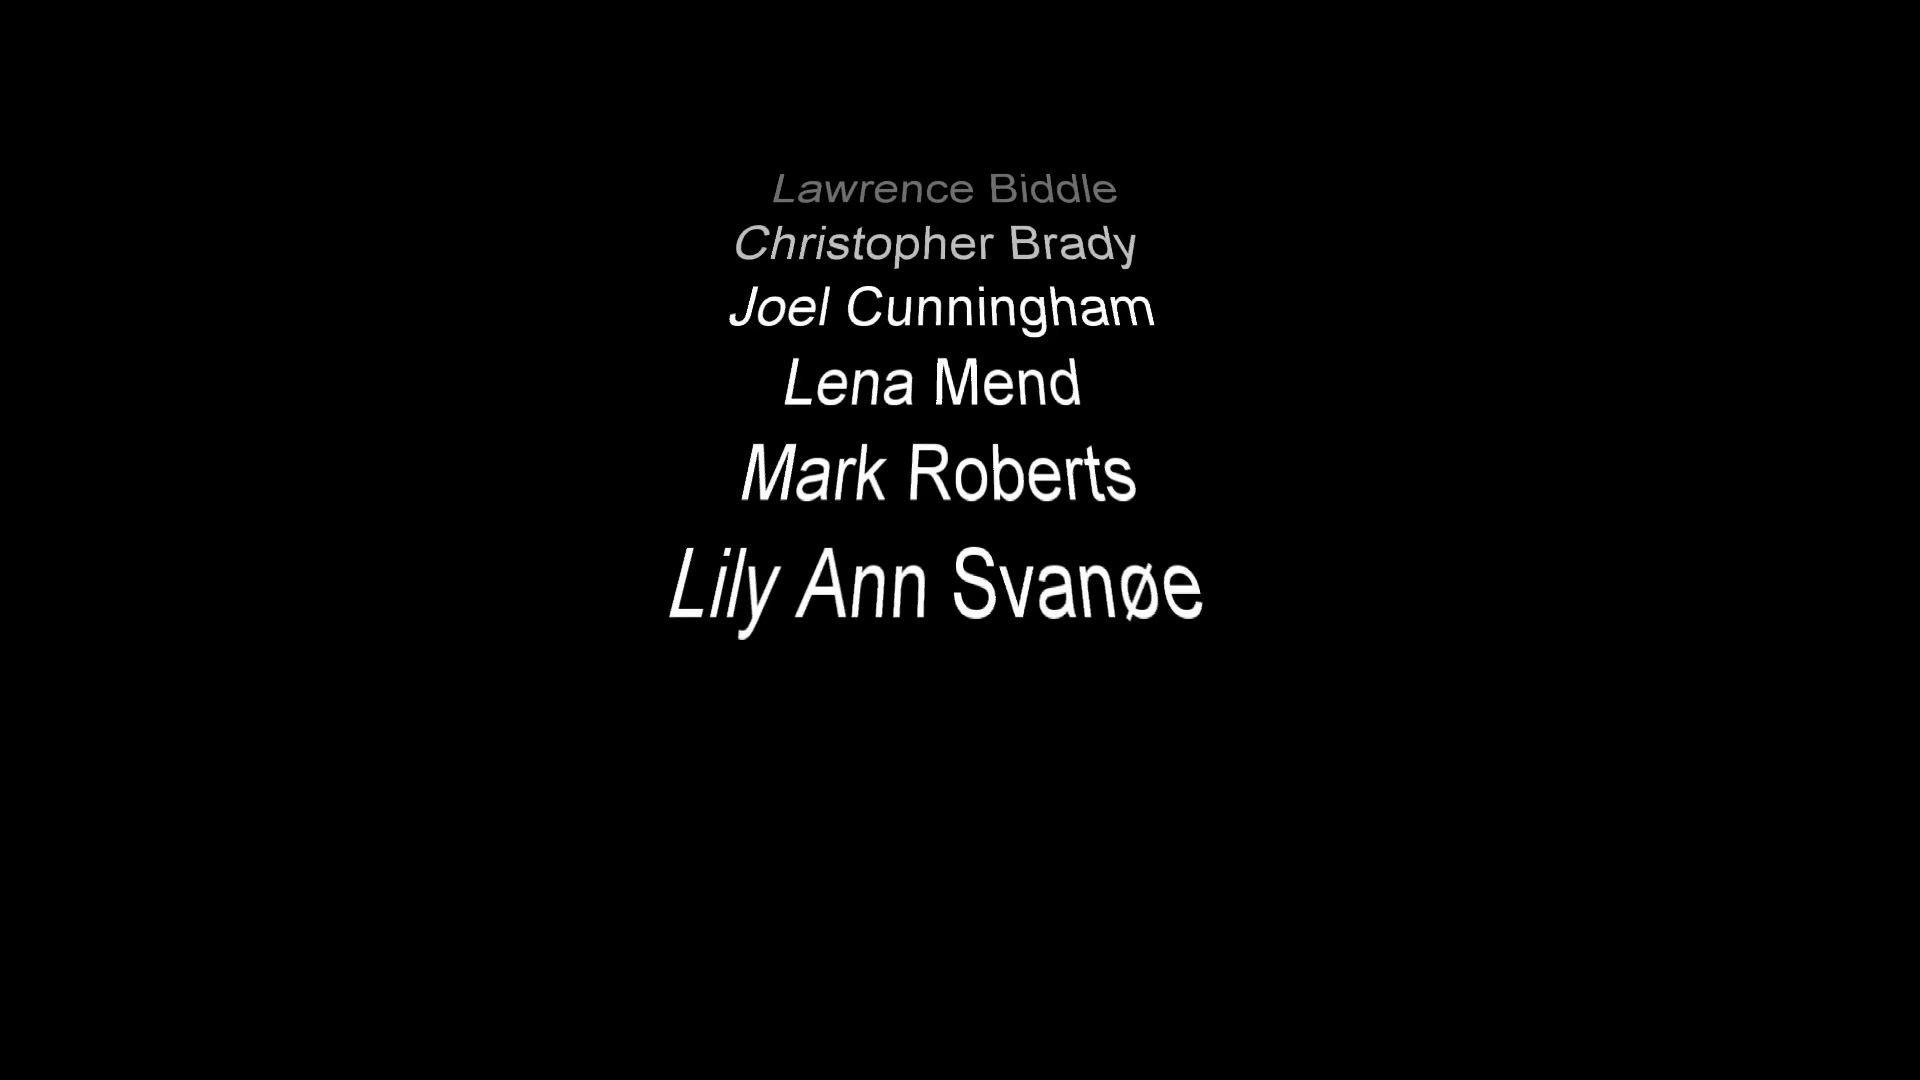 Lawrence Biddle
Christopher Brady
Joel Cunningham
Lena Mend
Mark Roberts
Lily Ann Svanøe